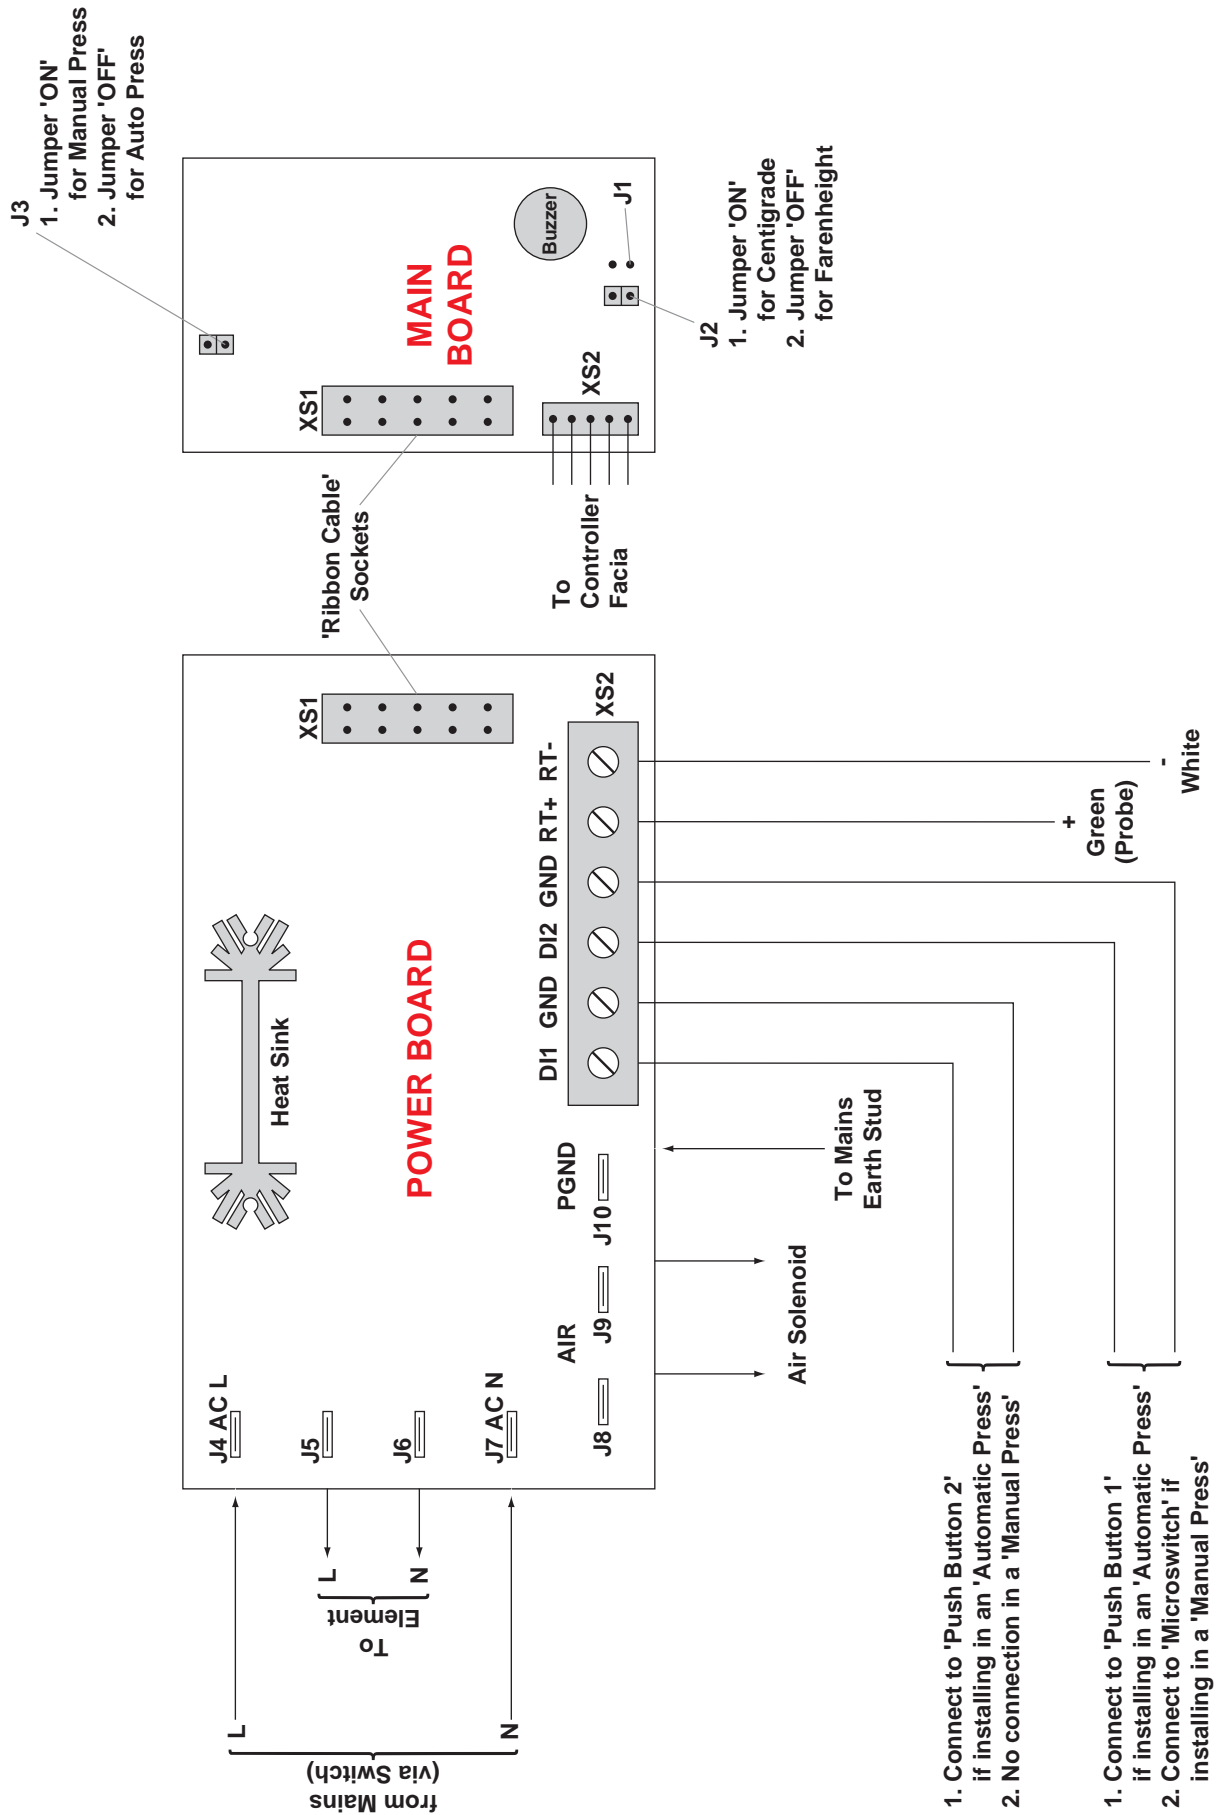 J3
1. Jumper 'ON'
for Manual Press
2. Jumper 'OFF'
for Auto Press
XS1
MAIN
BOARD
Buzzer
J1
XS2
J2
1. Jumper 'ON'
for Centigrade
2. Jumper 'OFF'
for Farenheight
'Ribbon Cable'
Sockets
To
Controller
Facia
XS1
Heat Sink
POWER BOARD
XS2
DI1
GND
DI2
GND
RT+
RT-
J4 AC L
J5
J6
J7 AC N
AIR
PGND
J8
J9
J10
L
N
To
Element
L
N
from Mains
(via Switch)
Air Solenoid
To Mains
Earth Stud
+
Green
(Probe)
-
White
1. Connect to 'Push Button 2'
if installing in an 'Automatic Press'
2. No connection in a 'Manual Press'
1. Connect to 'Push Button 1'
if installing in an 'Automatic Press'
2. Connect to 'Microswitch' if
installing in a 'Manual Press'